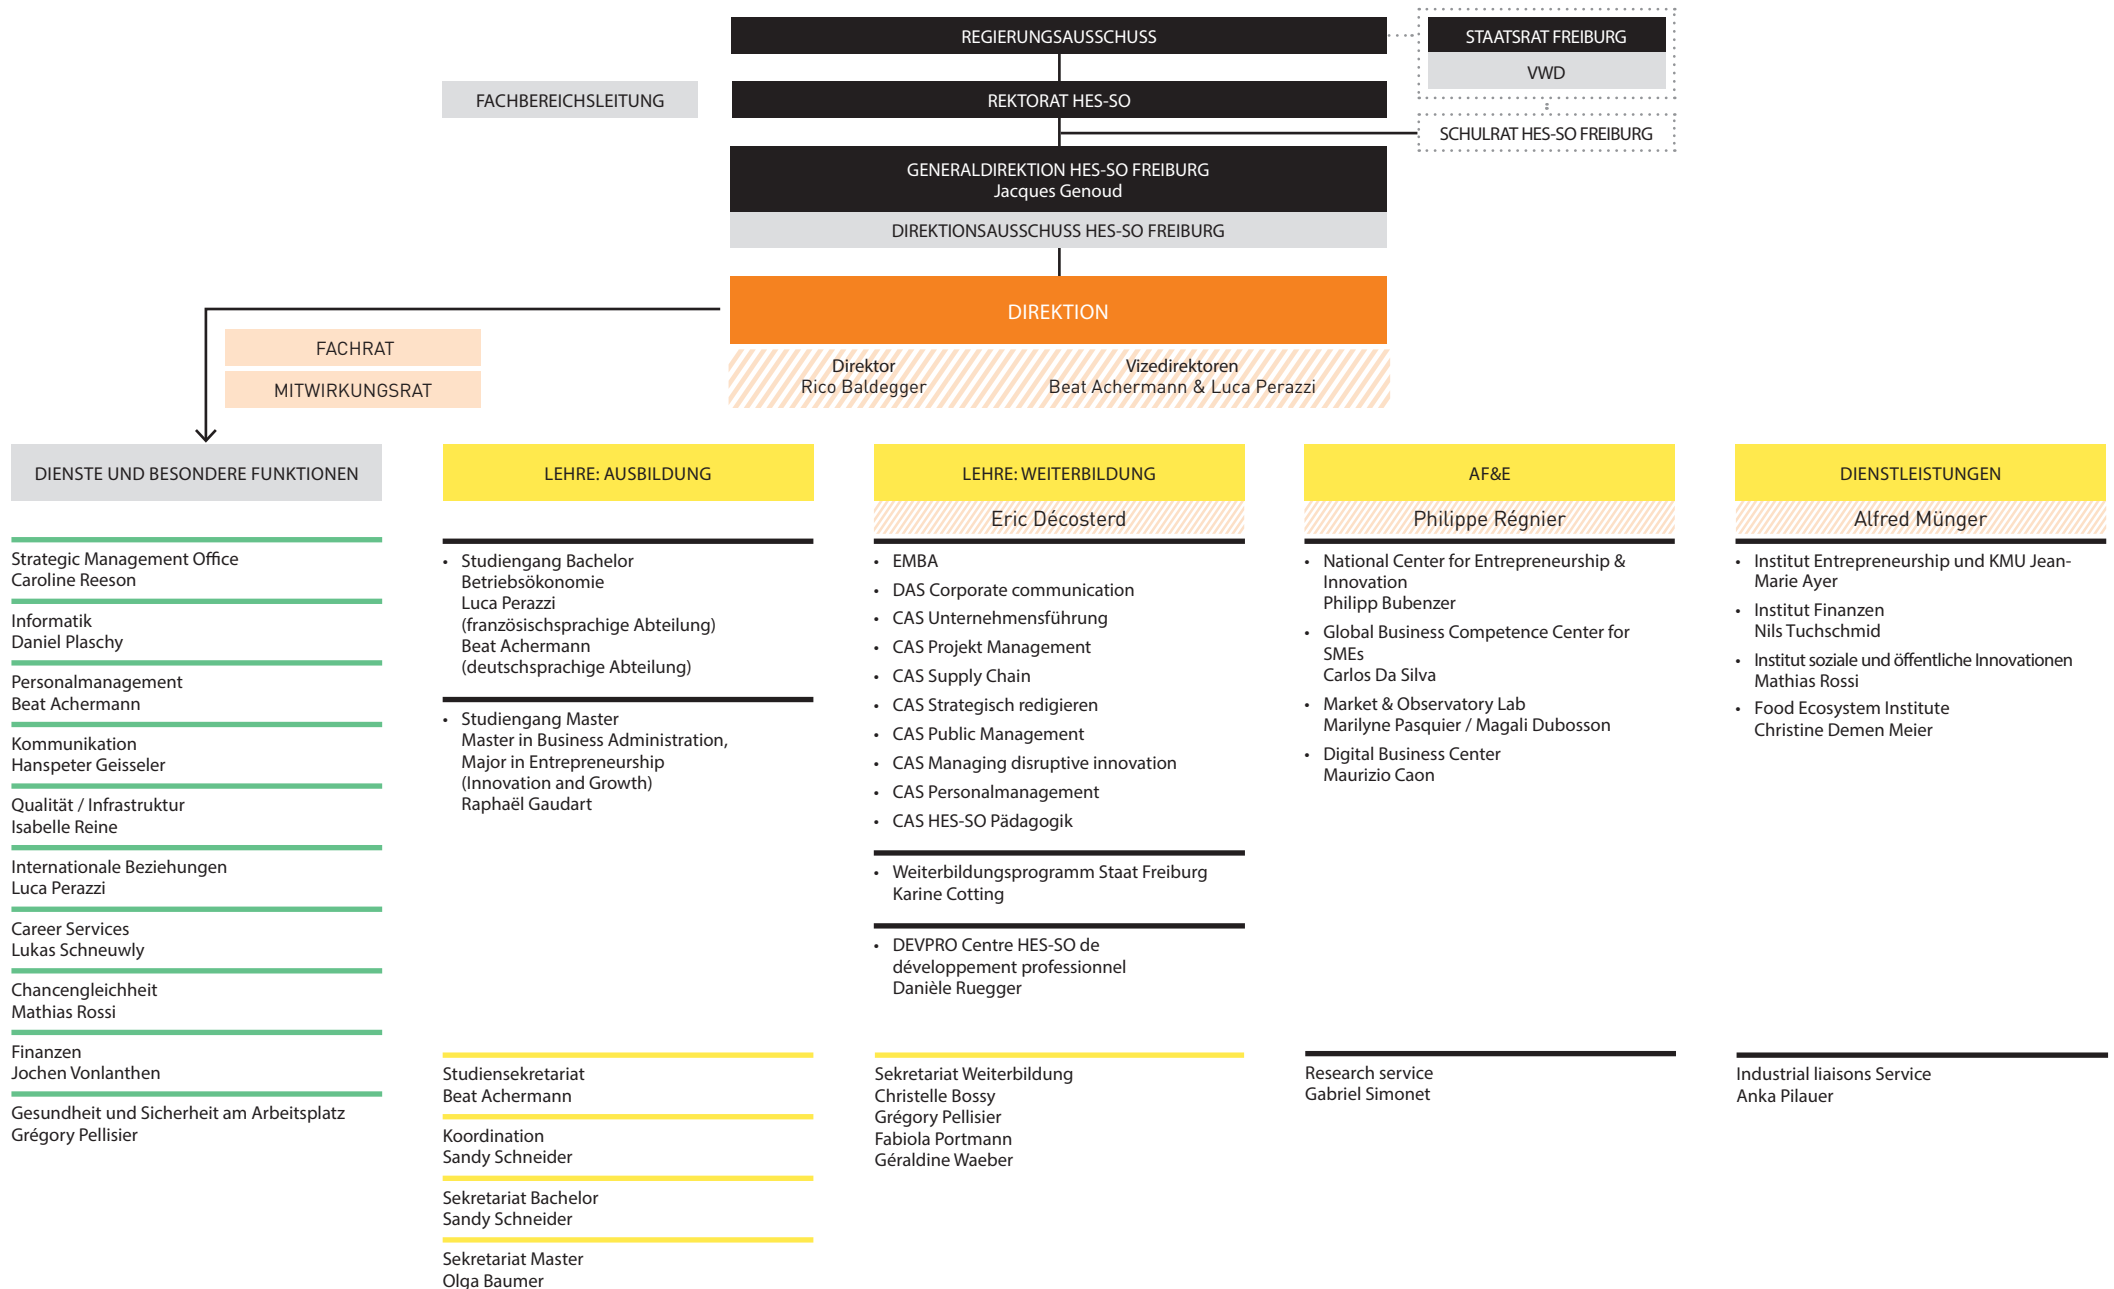 REGIERUNGSAUSSCHUSS
STAATSRAT FREIBURG
VWD
FACHBEREICHSLEITUNG
REKTORAT HES-SO
SCHULRAT HES-SO FREIBURG
GENERALDIREKTION HES-SO FREIBURG
Jacques Genoud
DIREKTIONSAUSSCHUSS HES-SO FREIBURG
DIREKTION
FACHRAT
MITWIRKUNGSRAT
Direktor
Rico Baldegger
Vizedirektoren
Beat Achermann & Luca Perazzi
DIENSTE UND BESONDERE FUNKTIONEN
Strategic Management Office
Caroline Reeson
Informatik
Daniel Plaschy
Personalmanagement
Beat Achermann
Kommunikation
Hanspeter Geisseler
Qualität / Infrastruktur
Isabelle Reine
Internationale Beziehungen
Luca Perazzi
Career Services
Lukas Schneuwly
Chancengleichheit
Mathias Rossi
Finanzen
Jochen Vonlanthen
Gesundheit und Sicherheit am Arbeitsplatz
Grégory Pellisier
LEHRE: AUSBILDUNG
• Studiengang Bachelor
Betriebsökonomie
Luca Perazzi
(französischsprachige Abteilung)
Beat Achermann
(deutschsprachige Abteilung)
• Studiengang Master
Master in Business Administration,
Major in Entrepreneurship
(Innovation and Growth)
Raphaël Gaudart
Studiensekretariat
Beat Achermann
Koordination
Sandy Schneider
Sekretariat Bachelor
Sandy Schneider
Sekretariat Master
Olga Baumer
LEHRE: WEITERBILDUNG
Eric Décosterd
• EMBA
• DAS Corporate communication
• CAS Unternehmensführung
• CAS Projekt Management
• CAS Supply Chain
• CAS Strategisch redigieren
• CAS Public Management
• CAS Managing disruptive innovation
• CAS Personalmanagement
• CAS HES-SO Pädagogik
• Weiterbildungsprogramm Staat Freiburg
Karine Cotting
• DEVPRO Centre HES-SO de
développement professionnel
Danièle Ruegger
Sekretariat Weiterbildung
Christelle Bossy
Grégory Pellisier
Fabiola Portmann
Géraldine Waeber
AF&E
Philippe Régnier
• National Center for Entrepreneurship &
Innovation
Philipp Bubenzer
• Global Business Competence Center for
SMEs
Carlos Da Silva
• Market & Observatory Lab
Marilyne Pasquier / Magali Dubosson
• Digital Business Center
Maurizio Caon
Research service
Gabriel Simonet
DIENSTLEISTUNGEN
Alfred Münger
• Institut Entrepreneurship und KMU Jean-
Marie Ayer
• Institut Finanzen
Nils Tuchschmid
• Institut soziale und öffentliche Innovationen
Mathias Rossi
• Food Ecosystem Institute
Christine Demen Meier
Industrial liaisons Service
Anka Pilauer